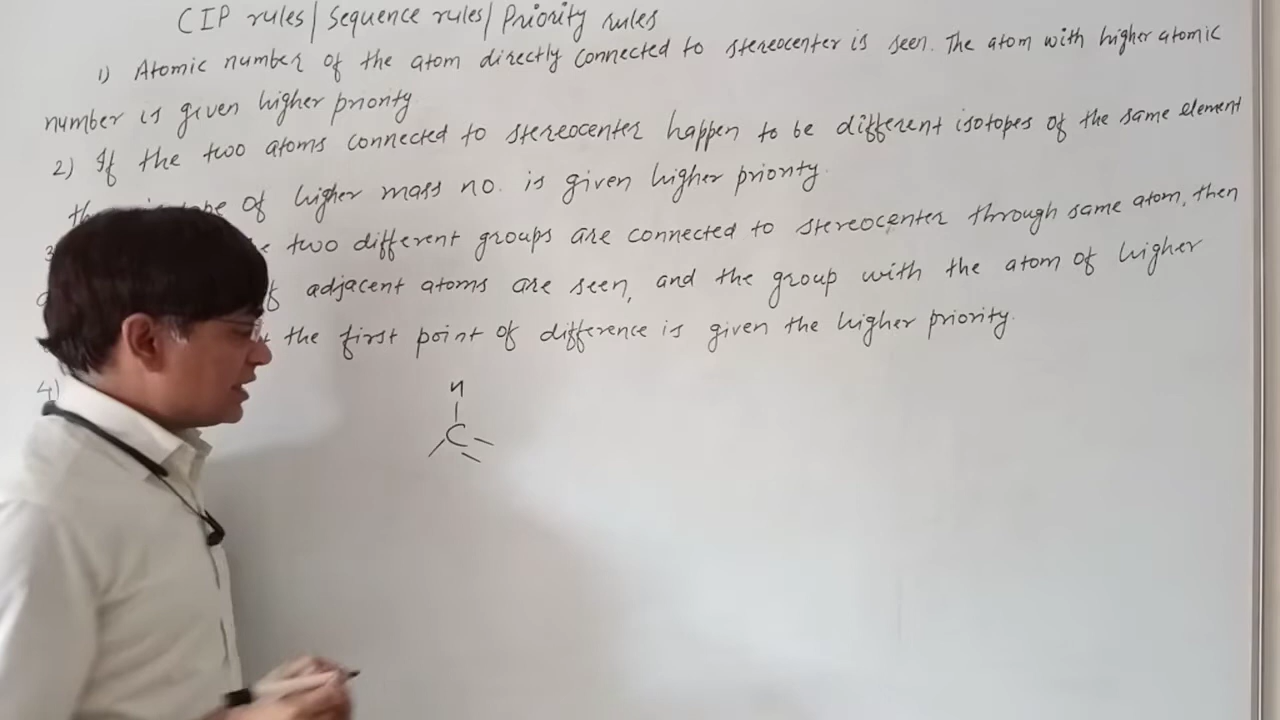 CIP rules/ Sequence rules/ Priority rules
1) Atomic number of the atom directly connected to stereocenter is seen. The atom with higher atomic
number is given higher priority
2) If the two atoms connected to stereocenter happen to be different isotopes of the same element
of higher mass no. is given higher priority.
two different groups are connected to stereocenter through same atom, then
adjacent atoms are seen, and the group with the atom of higher
the first point of difference is given the higher priority.
4)
H
C